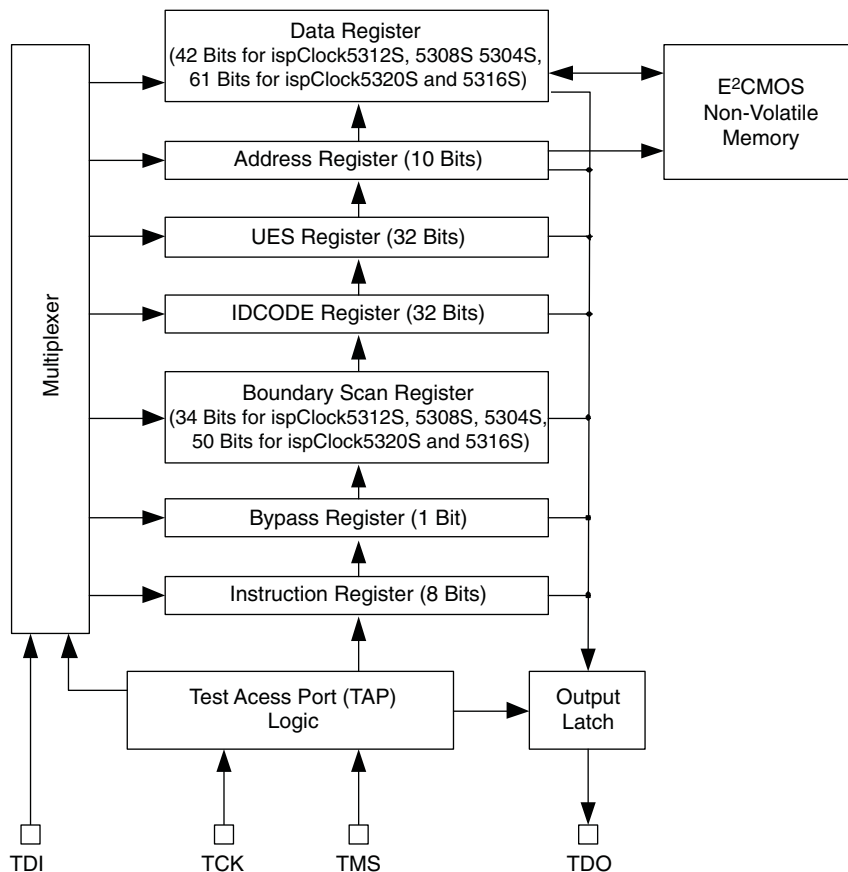 Data Register
(42 Bits for ispClock5312S, 5308S 5304S,
61 Bits for ispClock5320S and 5316S)
E²CMOS
Non-Volatile
Memory
Address Register (10 Bits)
UES Register (32 Bits)
IDCODE Register (32 Bits)
Multiplexer
Boundary Scan Register
(34 Bits for ispClock5312S, 5308S, 5304S,
50 Bits for ispClock5320S and 5316S)
Bypass Register (1 Bit)
Instruction Register (8 Bits)
Test Acess Port (TAP)
Logic
Output
Latch
TDI
TCK
TMS
TDO